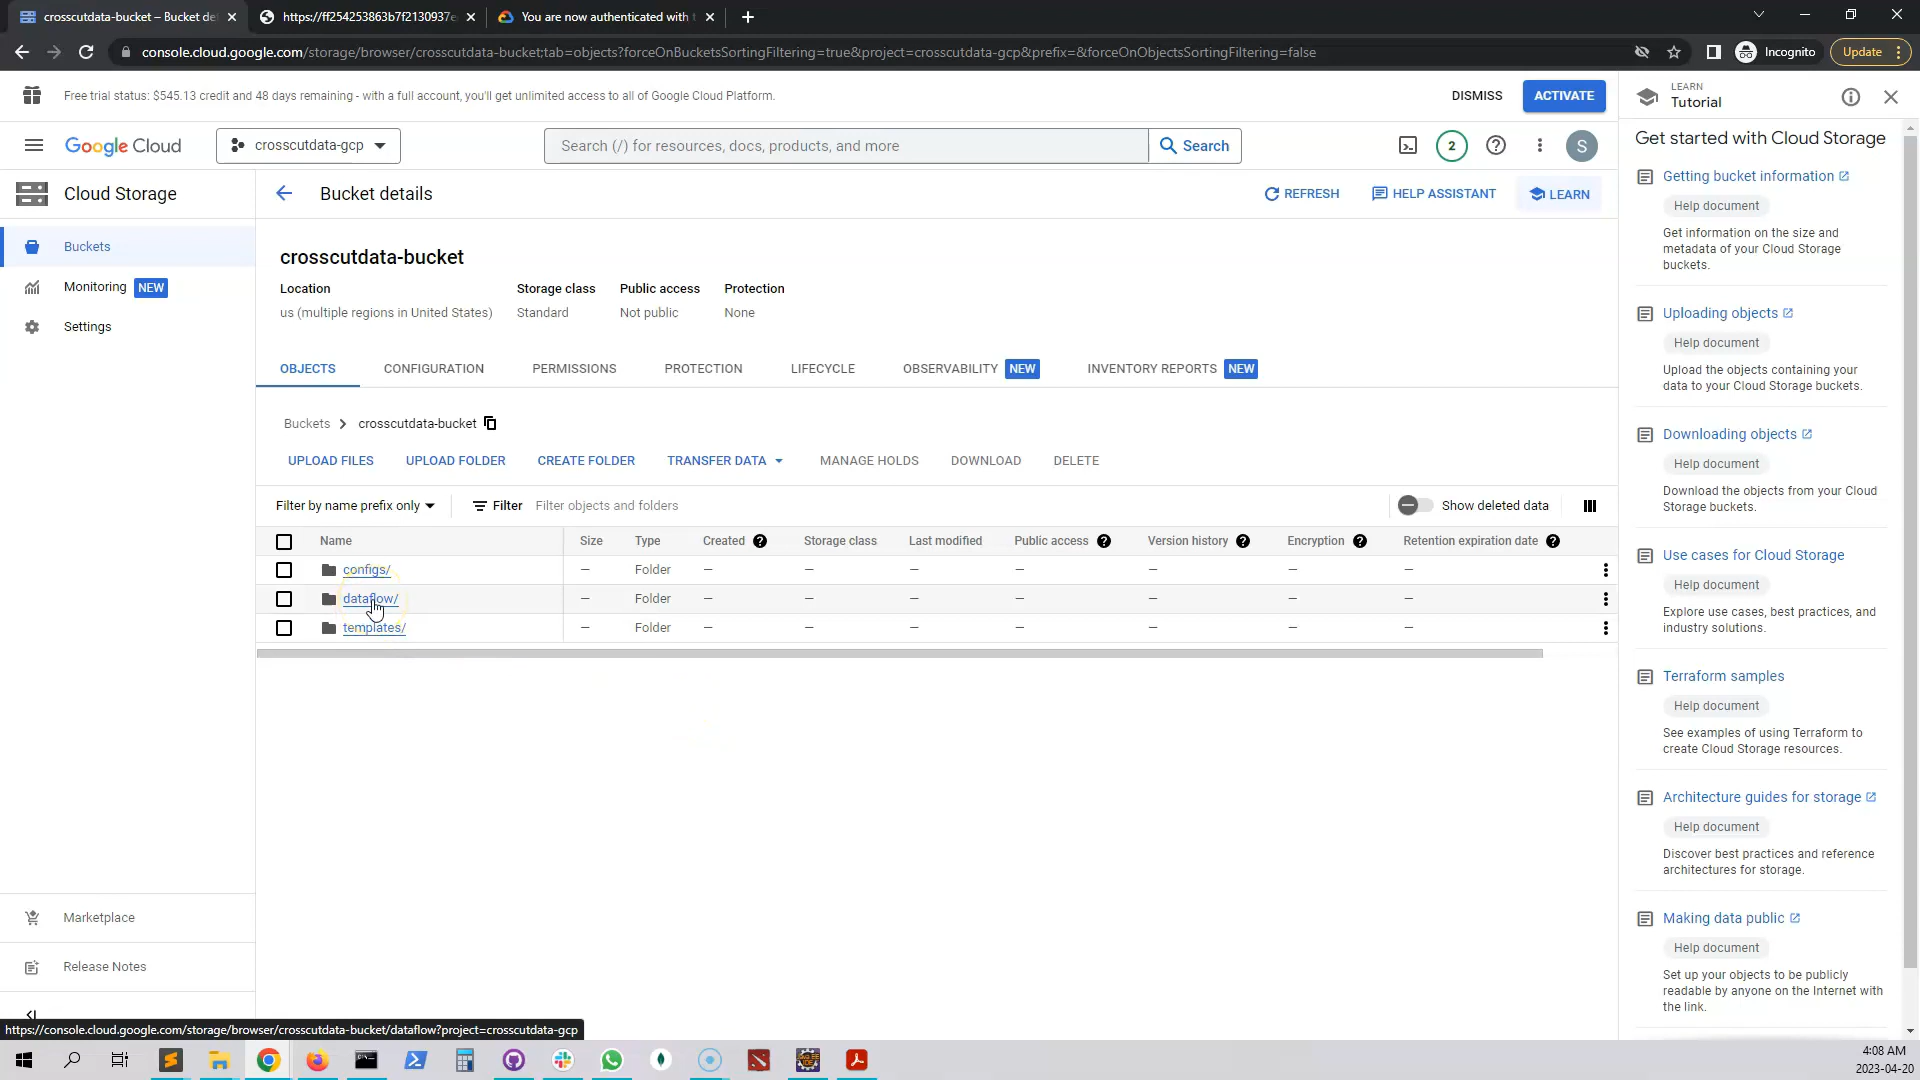 crosscutdata-bucket – Bucket det
https://ff254253863b7f2130937e
You are now authenticated with t
console.cloud.google.com/storage/browser/crosscutdata-bucket;tab=objects?forceOnBucketsSortingFiltering=true&project=crosscutdata-gcp&prefix=&forceOnObjectsSortingFiltering=false
Incognito
Update
Free trial status: $545.13 credit and 48 days remaining - with a full account, you'll get unlimited access to all of Google Cloud Platform.
DISMISS
ACTIVATE
LEARN
Tutorial
Google Cloud
crosscutdata-gcp
Search (/) for resources, docs, products, and more
Search
2
S
Get started with Cloud Storage
Cloud Storage
Bucket details
REFRESH
HELP ASSISTANT
LEARN
Buckets
Monitoring NEW
Settings
crosscutdata-bucket
Location
Storage class
Public access
Protection
us (multiple regions in United States)
Standard
Not public
None
OBJECTS
CONFIGURATION
PERMISSIONS
PROTECTION
LIFECYCLE
OBSERVABILITY NEW
INVENTORY REPORTS NEW
Buckets > crosscutdata-bucket
UPLOAD FILES
UPLOAD FOLDER
CREATE FOLDER
TRANSFER DATA
MANAGE HOLDS
DOWNLOAD
DELETE
Filter by name prefix only
Filter
Filter objects and folders
Show deleted data
Name
Size
Type
Created
Storage class
Last modified
Public access
Version history
Encryption
Retention expiration date
configs/ — Folder — — — — — — —
dataflow/ — Folder — — — — — — —
templates/ — Folder — — — — — — —
Getting bucket information
Help document
Get information on the size and
metadata of your Cloud Storage
buckets.
Uploading objects
Help document
Upload the objects containing your
data to your Cloud Storage buckets.
Downloading objects
Help document
Download the objects from your Cloud
Storage buckets.
Use cases for Cloud Storage
Help document
Explore use cases, best practices, and
industry solutions.
Terraform samples
Help document
See examples of using Terraform to
create Cloud Storage resources.
Architecture guides for storage
Help document
Discover best practices and reference
architectures for storage.
Making data public
Help document
Set up your objects to be publicly
readable by anyone on the Internet with
the link.
Marketplace
Release Notes
https://console.cloud.google.com/storage/browser/crosscutdata-bucket/dataflow?project=crosscutdata-gcp
4:08 AM
2023-04-20